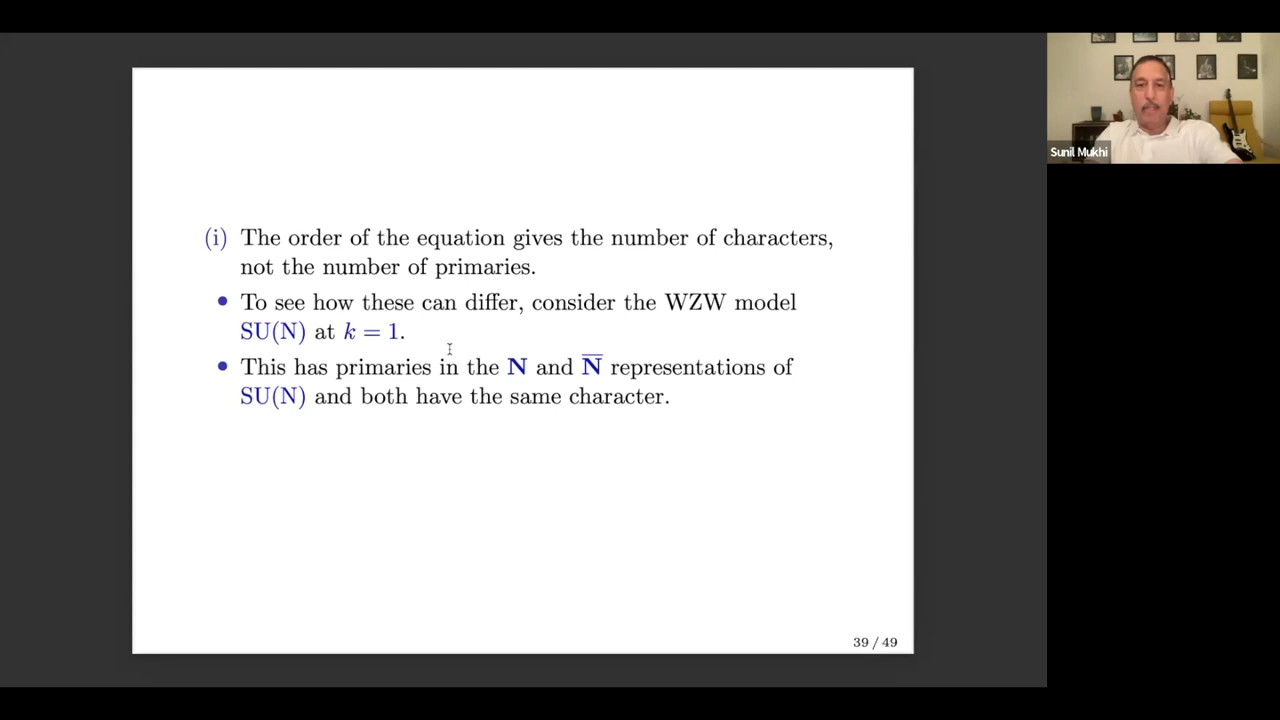 (i) The order of the equation gives the number of characters,
not the number of primaries.
• To see how these can differ, consider the WZW model
SU(N) at k = 1.
• This has primaries in the N and N̅ representations of
SU(N) and both have the same character.
39 / 49
Sunil Mukhi